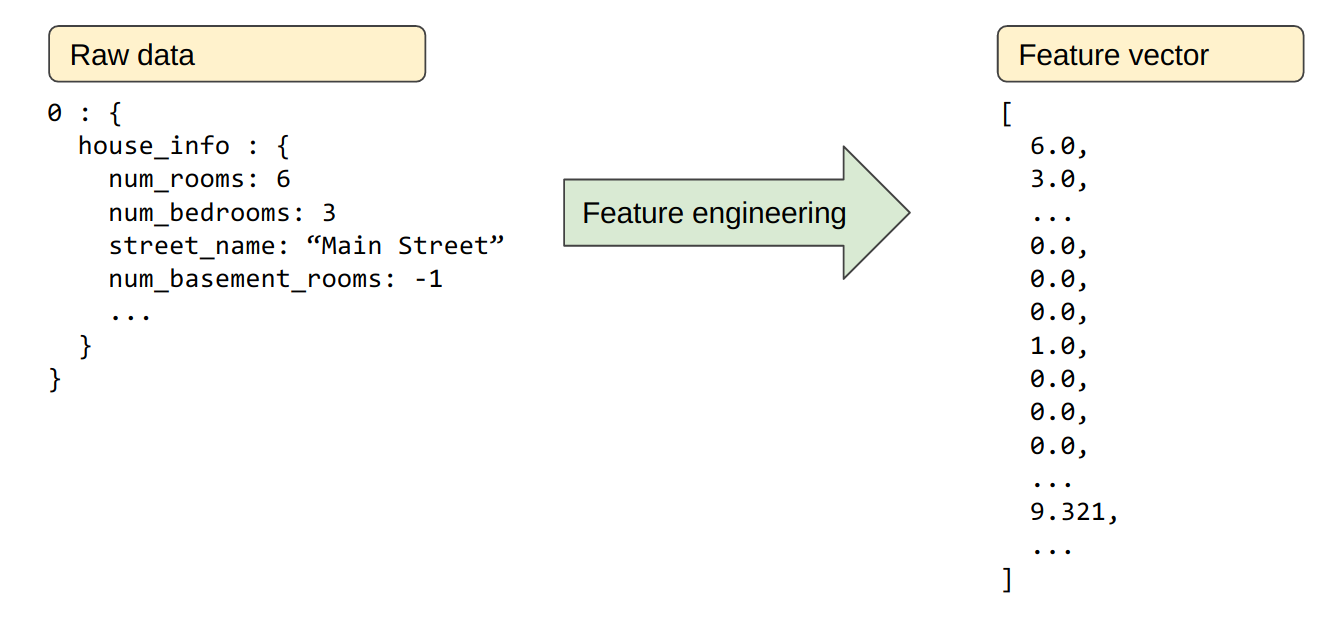 Raw data
0 : {
house_info : {
num_rooms: 6
num_bedrooms: 3
street_name: “Main Street”
num_basement_rooms: -1
...
}
}
Feature engineering
Feature vector
[
6.0,
3.0,
...
0.0,
0.0,
0.0,
1.0,
0.0,
0.0,
0.0,
...
9.321,
...
]